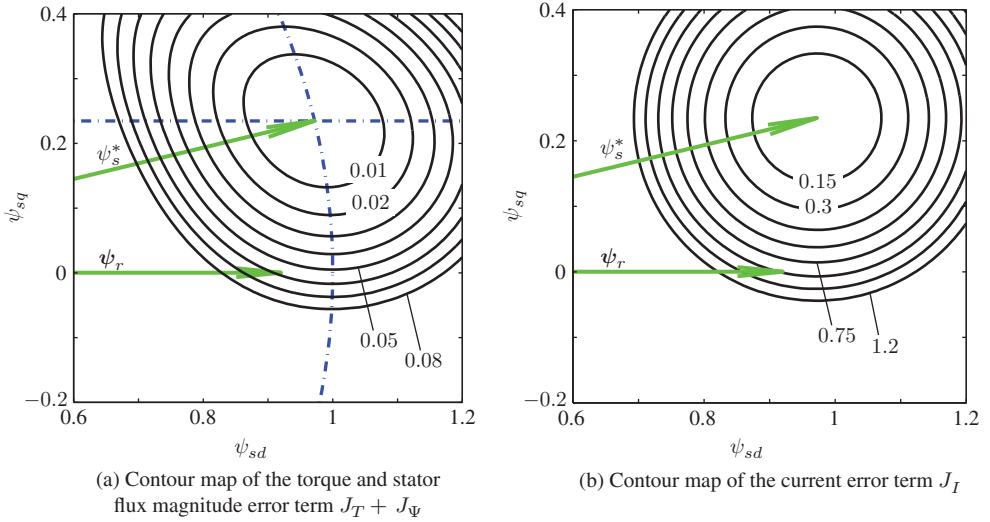 0.4
0.2
0
−0.2
ψsq
ψs*
ψr
0.01
0.02
0.05
0.08
0.6
0.8
1
1.2
ψsd
(a) Contour map of the torque and stator
flux magnitude error term JT + JΨ
0.4
0.2
0
−0.2
ψsq
ψs*
ψr
0.15
0.3
0.75
1.2
0.6
0.8
1
1.2
ψsd
(b) Contour map of the current error term JI